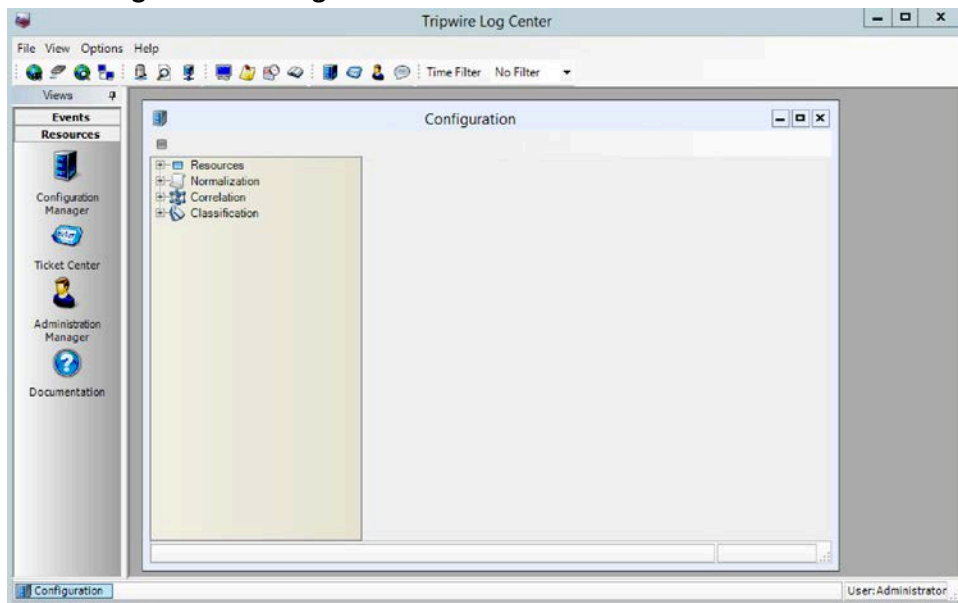 Tripwire Log Center
File View Options Help
Time Filter No Filter
Views
Events
Resources
Configuration
Manager
Ticket Center
Administration
Manager
Documentation
Configuration
Resources
Normalization
Correlation
Classification
Configuration
User:Administrator